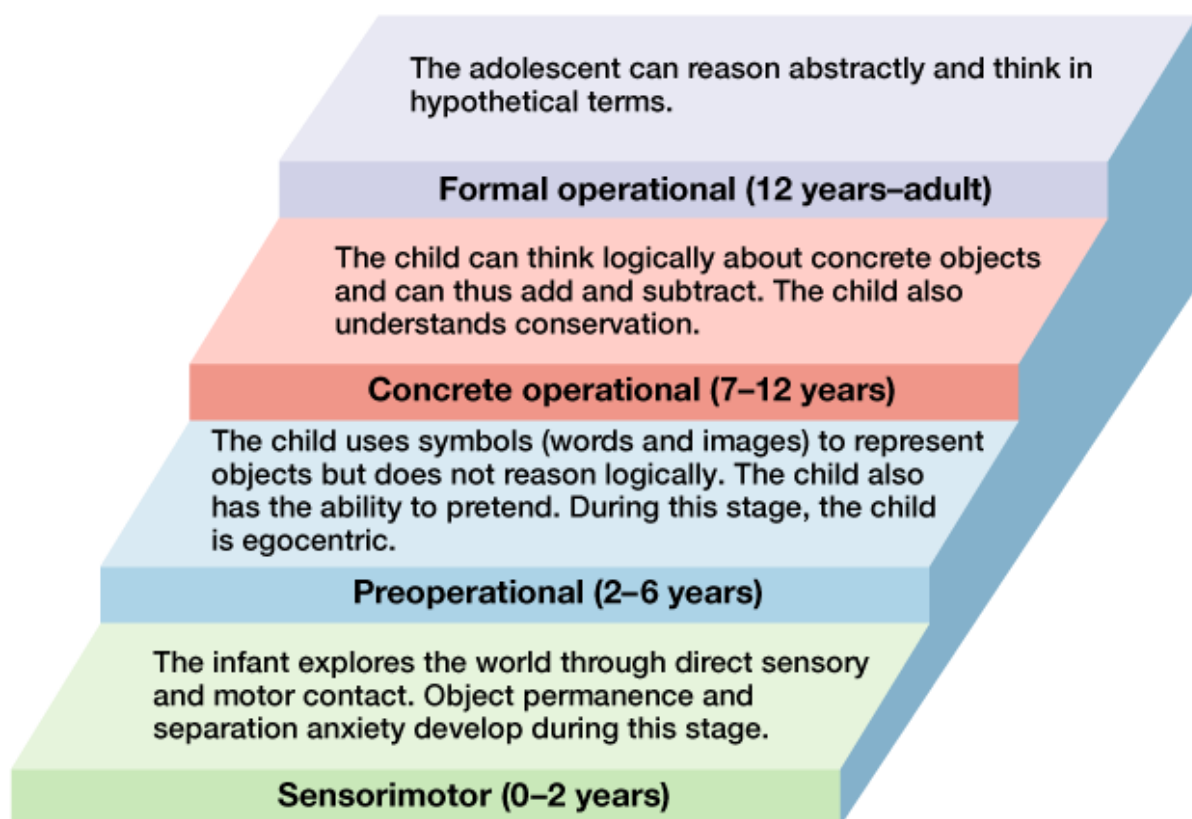 The adolescent can reason abstractly and think in
hypothetical terms.
Formal operational (12 years–adult)
The child can think logically about concrete objects
and can thus add and subtract. The child also
understands conservation.
Concrete operational (7–12 years)
The child uses symbols (words and images) to represent
objects but does not reason logically. The child also
has the ability to pretend. During this stage, the child
is egocentric.
Preoperational (2–6 years)
The infant explores the world through direct sensory
and motor contact. Object permanence and
separation anxiety develop during this stage.
Sensorimotor (0–2 years)